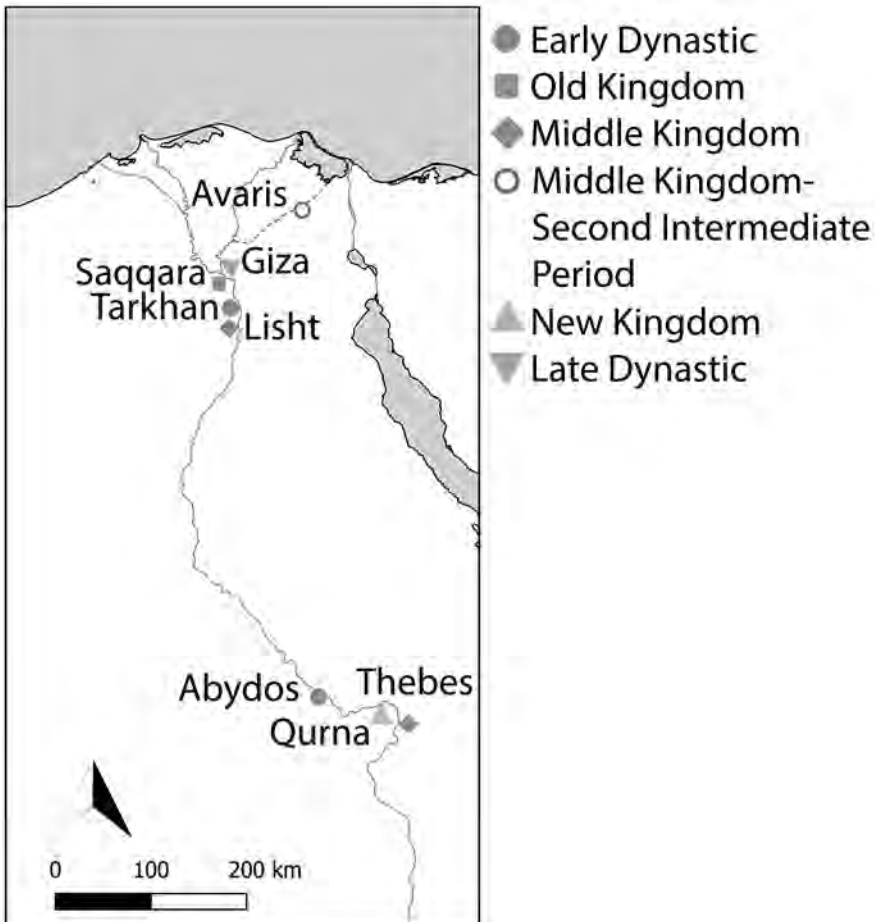 Avaris
Giza
Saqqara
Tarkhan
Lisht
Abydos
Thebes
Qurna
0 100 200 km
Early Dynastic
Old Kingdom
Middle Kingdom
Middle Kingdom-
Second Intermediate
Period
New Kingdom
Late Dynastic